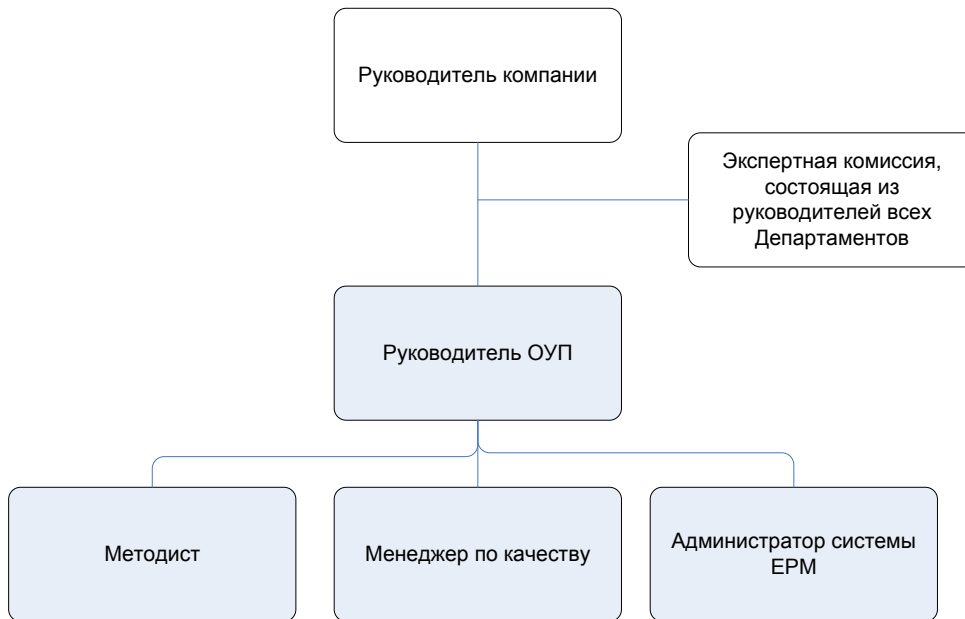 Руководитель компании
Экспертная комиссия,
состоящая из
руководителей всех
Департаментов
Руководитель ОУП
Методист
Менеджер по качеству
Администратор системы
EPM